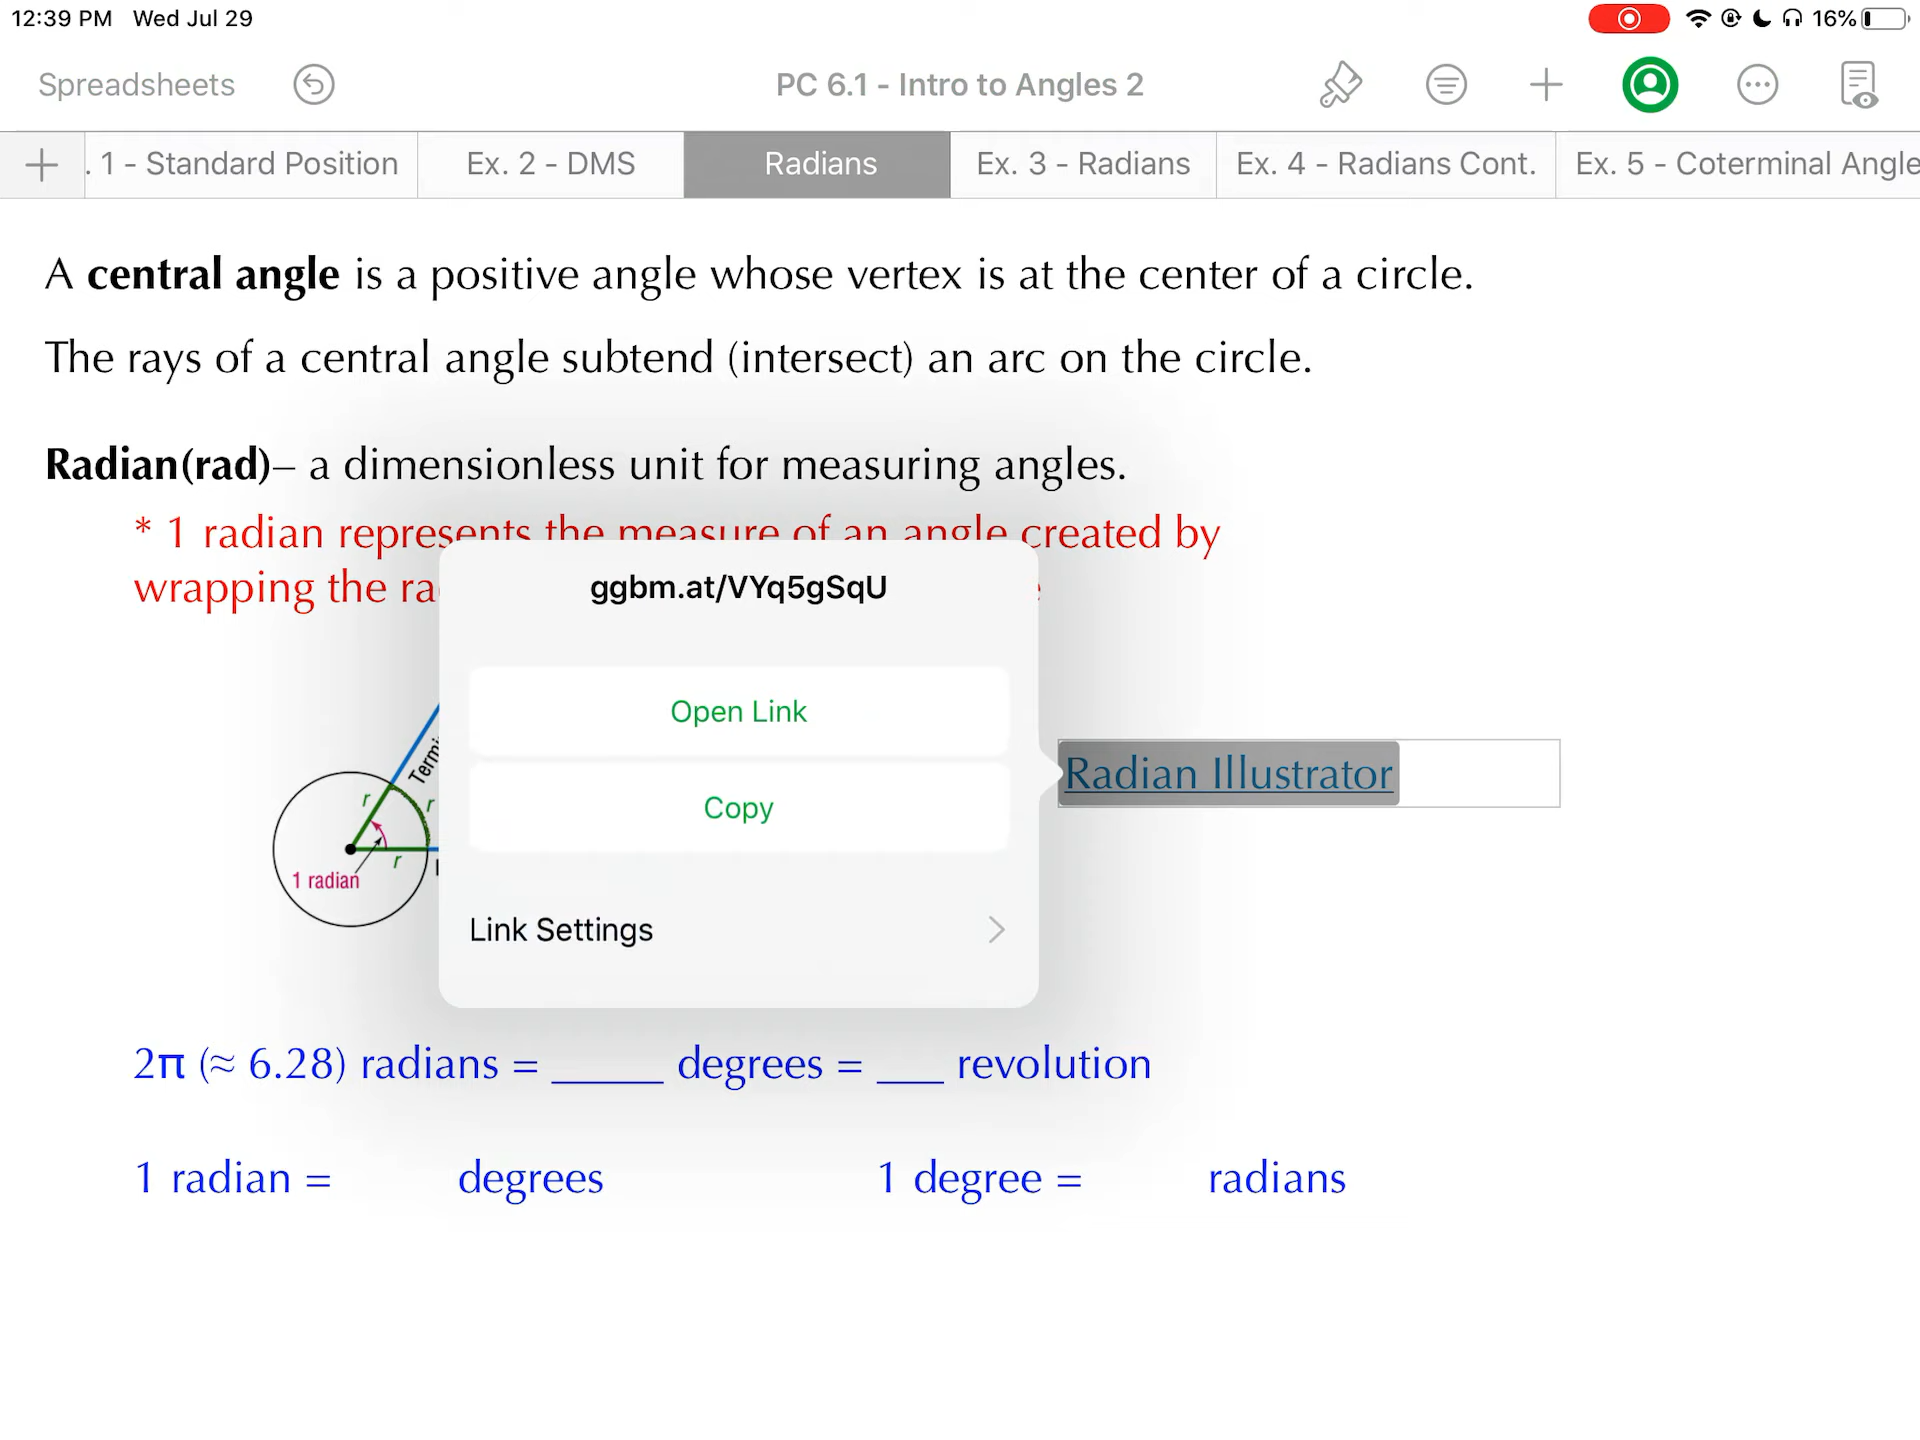 12:39 PM Wed Jul 29 16%
Spreadsheets PC 6.1 - Intro to Angles 2
. 1 - Standard Position Ex. 2 - DMS Radians Ex. 3 - Radians Ex. 4 - Radians Cont. Ex. 5 - Coterminal Angle
A central angle is a positive angle whose vertex is at the center of a circle.
The rays of a central angle subtend (intersect) an arc on the circle.
Radian(rad)– a dimensionless unit for measuring angles.
* 1 radian represents the measure of an angle created by
wrapping the ra
ggbm.at/VYq5gSqU
Open Link
Copy
Link Settings
Radian Illustrator
Termi
r
r
r
1 radian
2π (≈ 6.28) radians = _____ degrees = ___ revolution
1 radian = degrees 1 degree = radians